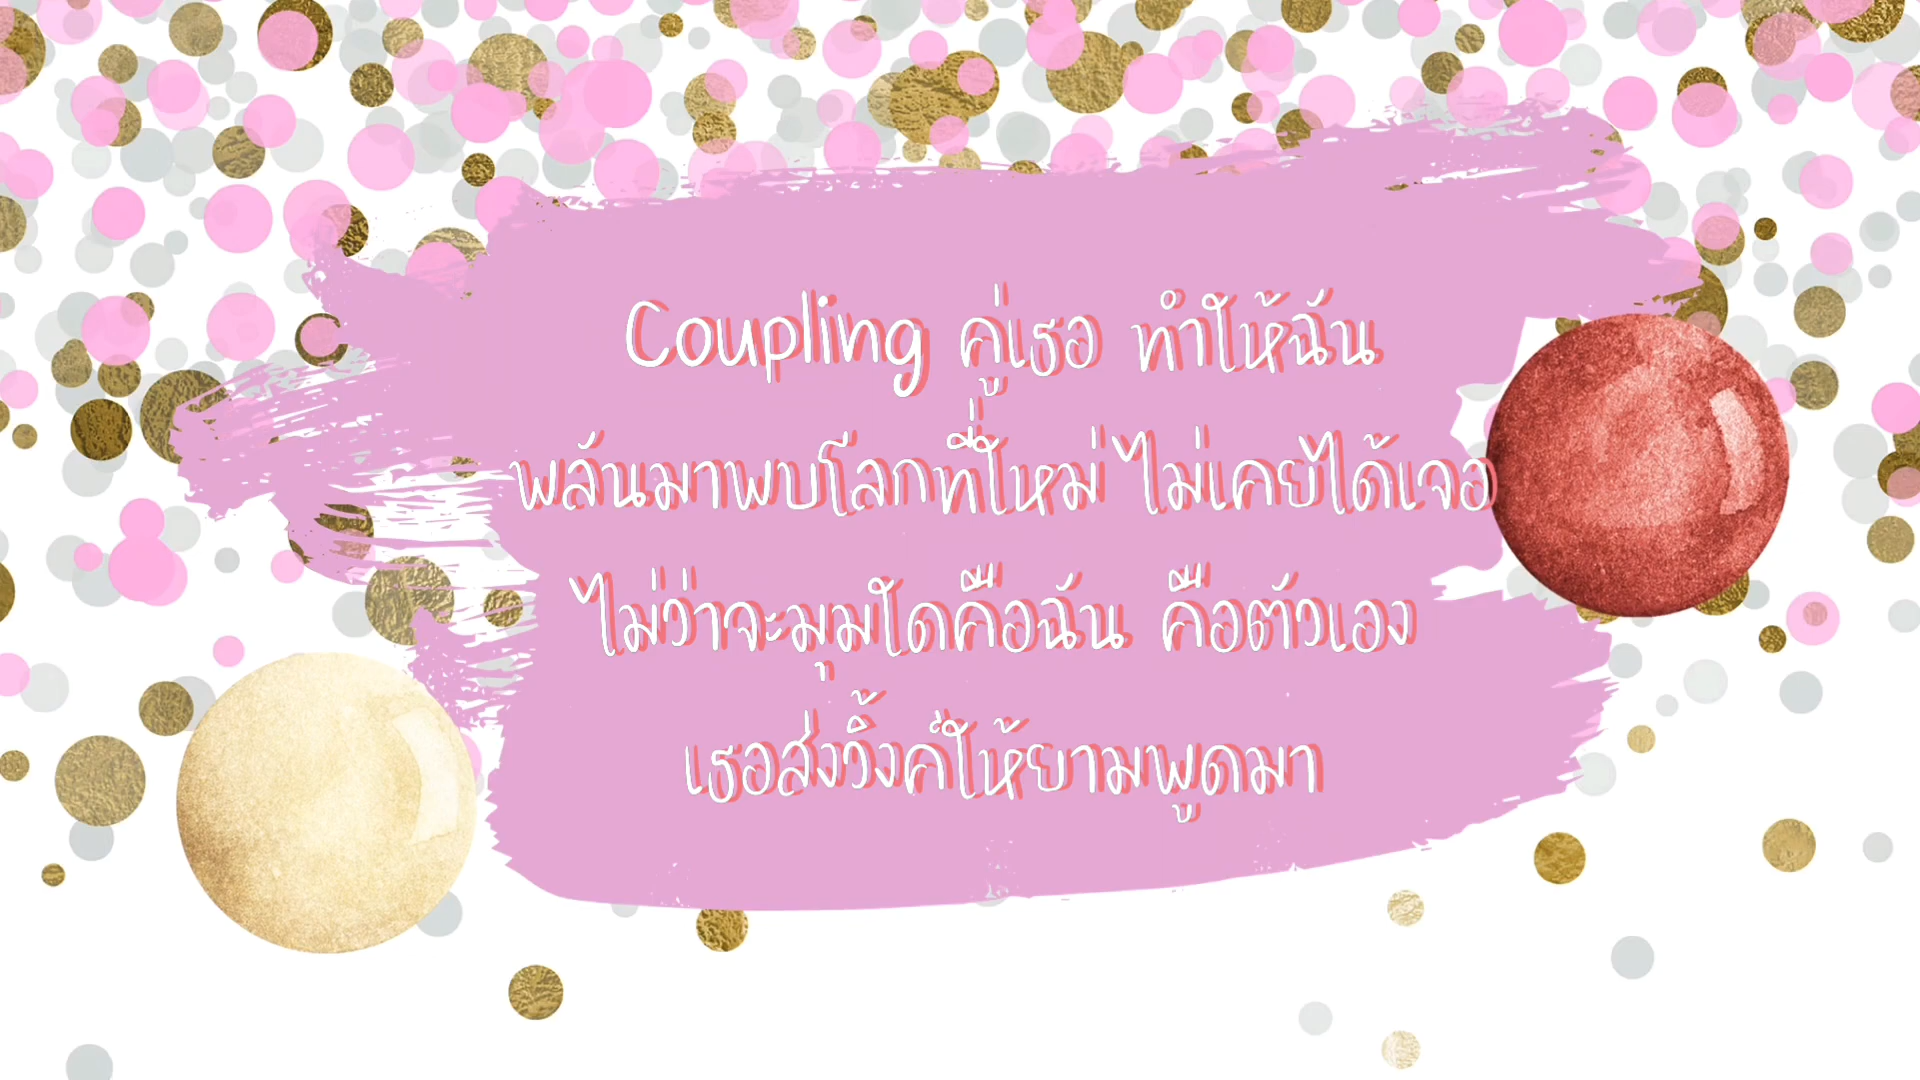 Coupling คู่เธอ ทำให้ฉัน
พลันมาพบโลกที่ใหม่ ไม่เคยได้เจอ
ไม่ว่าจะมุมใดคือฉัน คือตัวเอง
เธอส่งวิ้งค์ให้ยามพูดมา